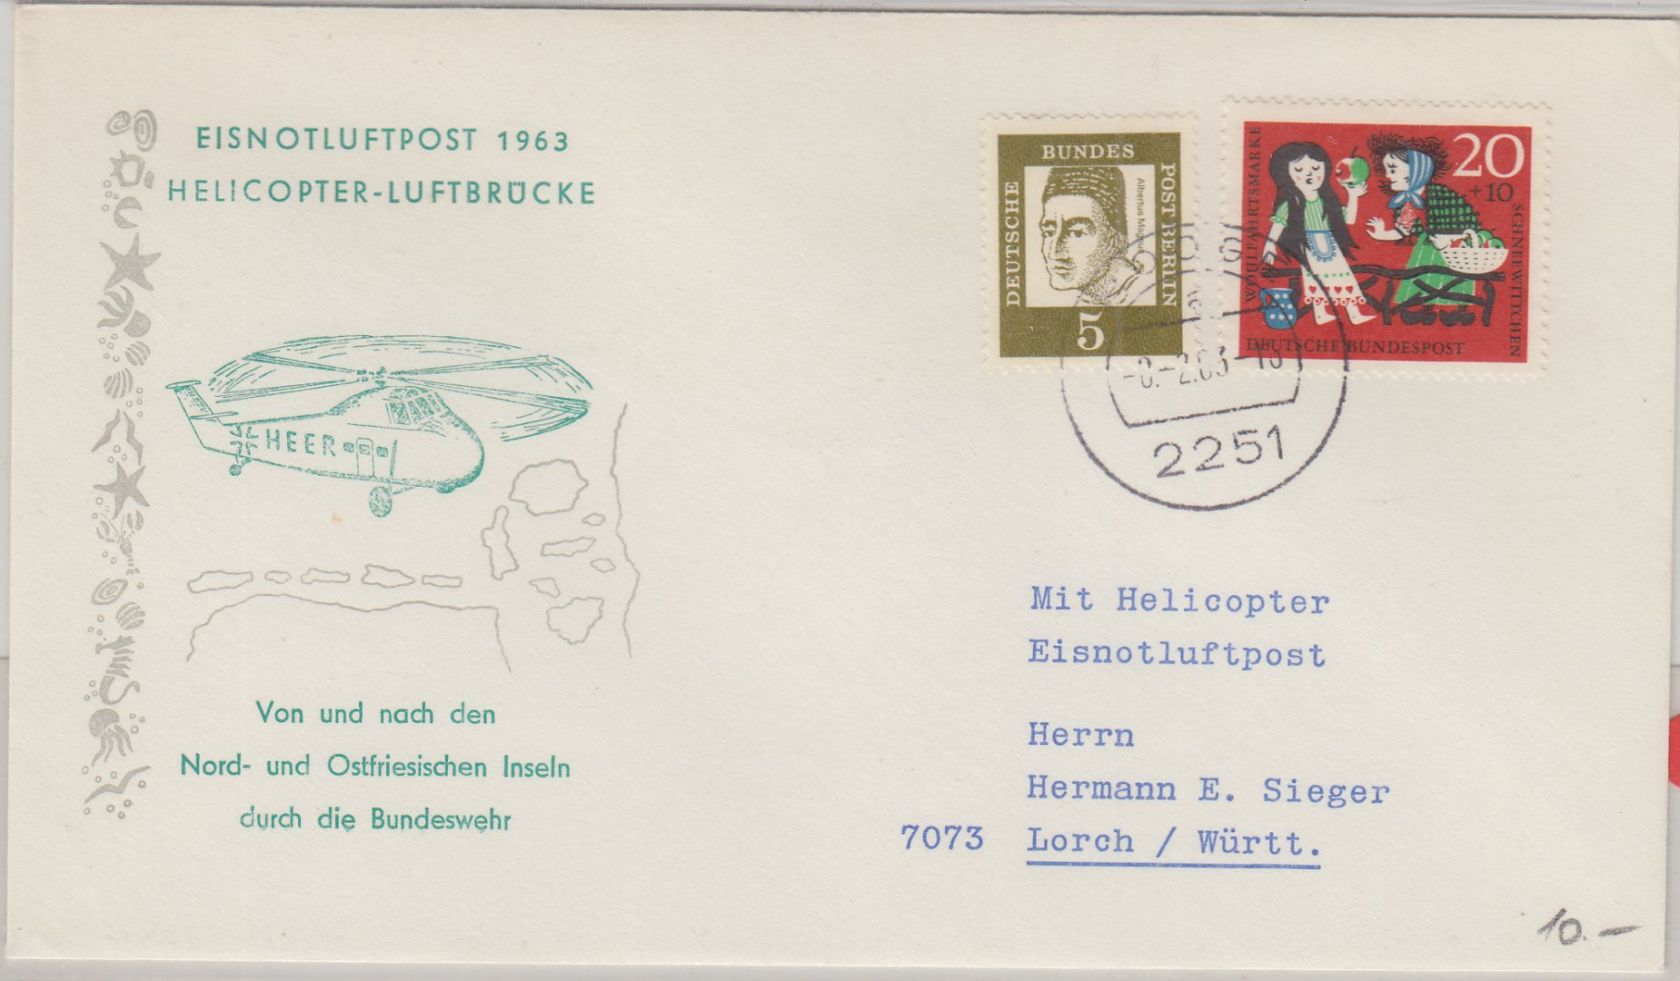 EISNOTLUFTPOST 1963
HELICOPTER-LUFTBRÜCKE
HEER
Von und nach den
Nord- und Ostfriesischen Inseln
durch die Bundeswehr
DEUTSCHE
BUNDES
POST BERLIN
Albertus Magnus
5
WOHLFAHRTSMARKE
20
+10
SCHNEEWITTCHEN
DEUTSCHE BUNDESPOST
2.63
2251
Mit Helicopter
Eisnotluftpost
Herrn
Hermann E. Sieger
7073 Lorch / Württ.
10.—